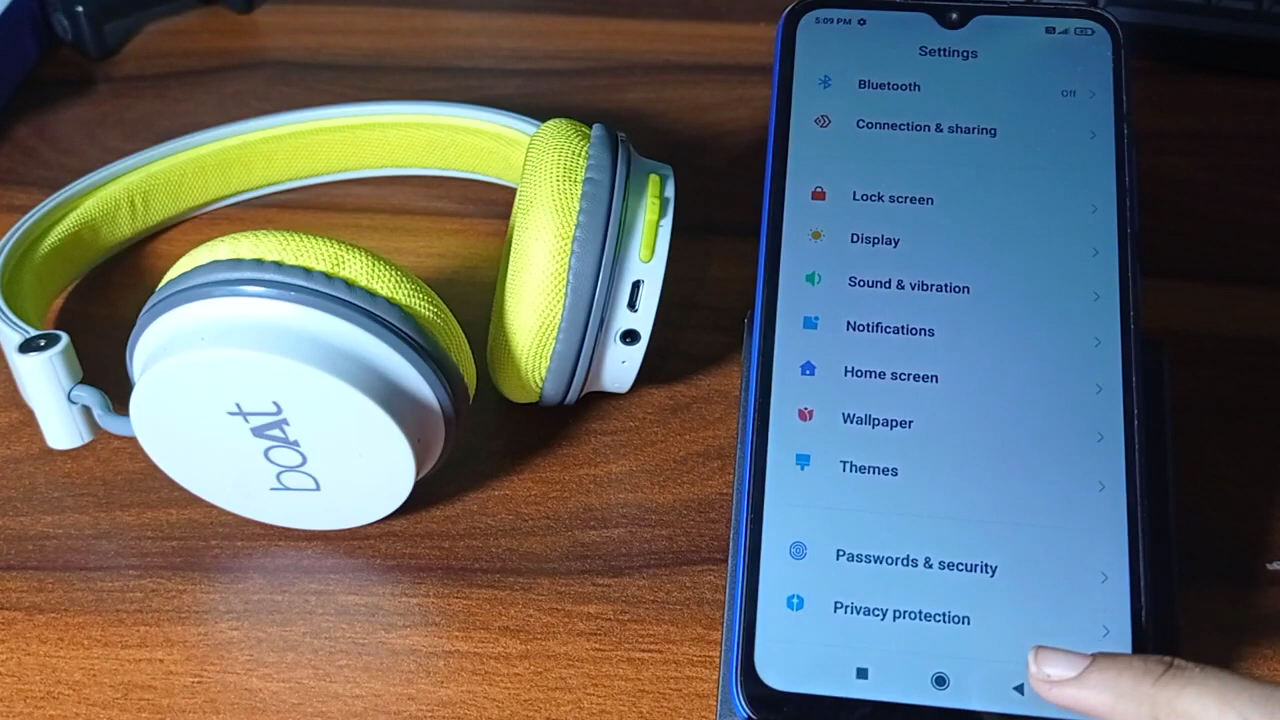 boAt
5:09 PM
Settings
Bluetooth Off
Connection & sharing
Lock screen
Display
Sound & vibration
Notifications
Home screen
Wallpaper
Themes
Passwords & security
Privacy protection